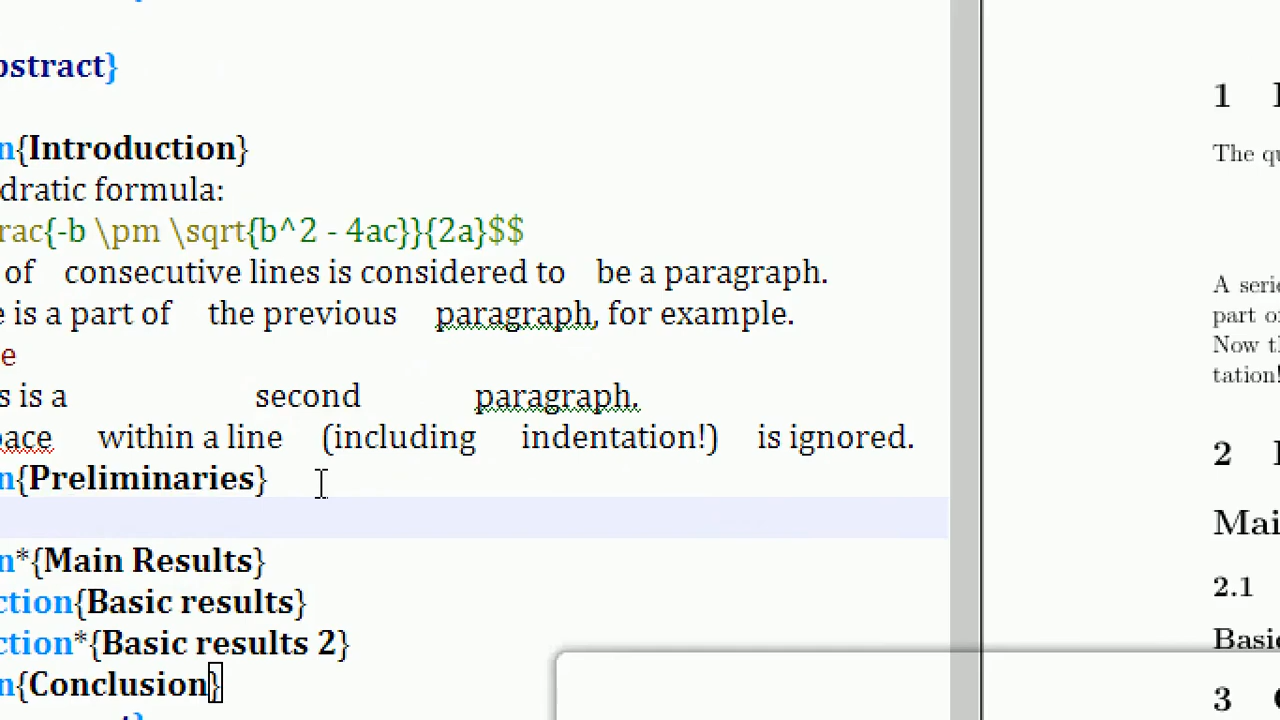 bstract}
n{Introduction}
dratic formula:
rac{-b \pm \sqrt{b^2 - 4ac}}{2a}$$
of consecutive lines is considered to be a paragraph.
e is a part of the previous paragraph, for example.
e
s is a second paragraph.
pace within a line (including indentation!) is ignored.
n{Preliminaries}
n*{Main Results}
ction{Basic results}
ction*{Basic results 2}
n{Conclusion}
1
The qu
A serie
part o
Now th
tation!
2
Mai
2.1
Basi
3